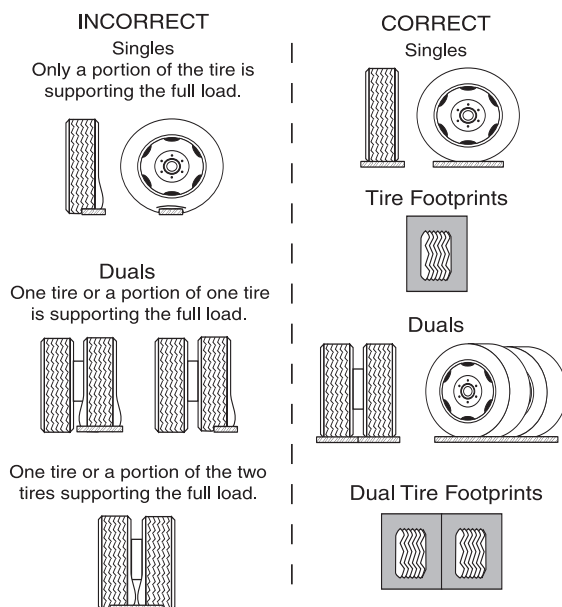 INCORRECT
Singles
Only a portion of the tire is
supporting the full load.
Duals
One tire or a portion of one tire
is supporting the full load.
One tire or a portion of the two
tires supporting the full load.
CORRECT
Singles
Tire Footprints
Duals
Dual Tire Footprints